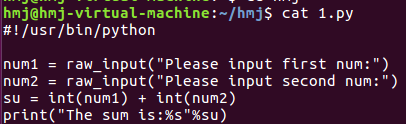 hmj@hmj-virtual-machine:~/hmj$ cat 1.py
#!/usr/bin/python
num1 = raw_input("Please input first num:")
num2 = raw_input("Please input second num:")
su = int(num1) + int(num2)
print("The sum is:%s"%su)